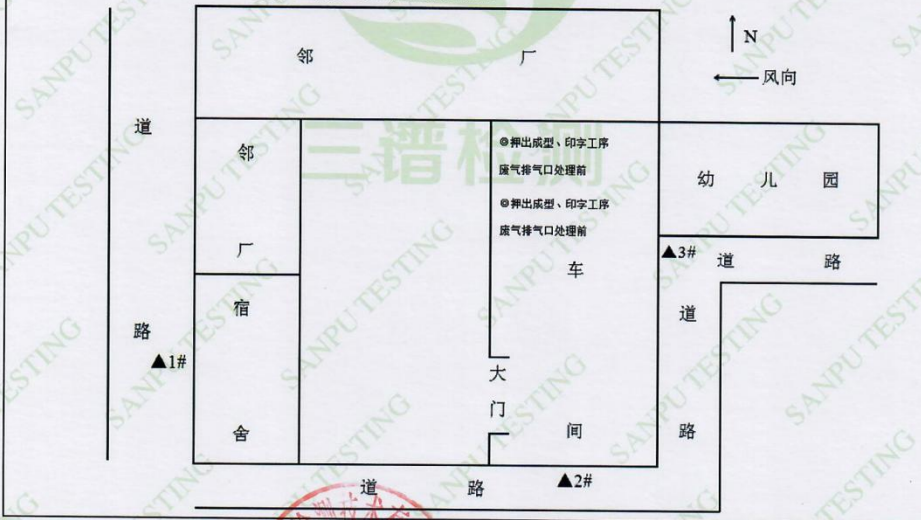 邻 厂
N
风向
道 路
邻 厂
三谱检测
◎押出成型、印字工序
废气排气口处理前
◎押出成型、印字工序
废气排气口处理前
幼 儿 园
▲3# 道 路
车 间
宿 舍
▲1#
大 门
道 路
道 路
▲2#
SANPU TESTING